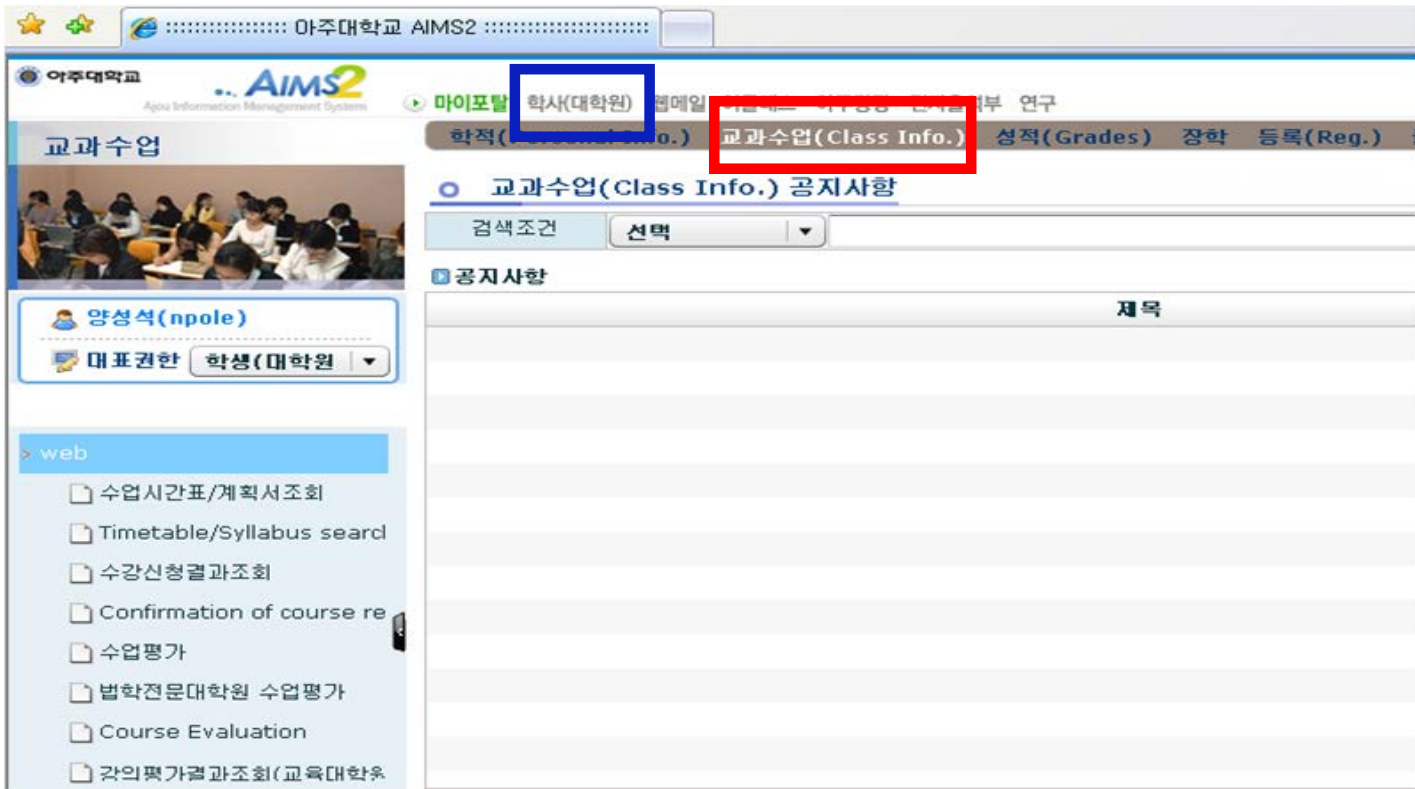 ::::::::::::::::: 아주대학교 AIMS2 :::::::::::::::::::::::
아주대학교 AIMS2
Ajou Information Management System
마이포탈 학사(대학원) 웹메일 연구
교과수업
학적( 교과수업(Class Info.) 성적(Grades) 장학 등록(Reg.)
교과수업(Class Info.) 공지사항
검색조건 선택
공지사항
제목
양성석(npole)
대표권한 학생(대학원
web
수업시간표/계획서조회
Timetable/Syllabus searcl
수강신청결과조회
Confirmation of course re
수업평가
법학전문대학원 수업평가
Course Evaluation
강의평가결과조회(교육대학원